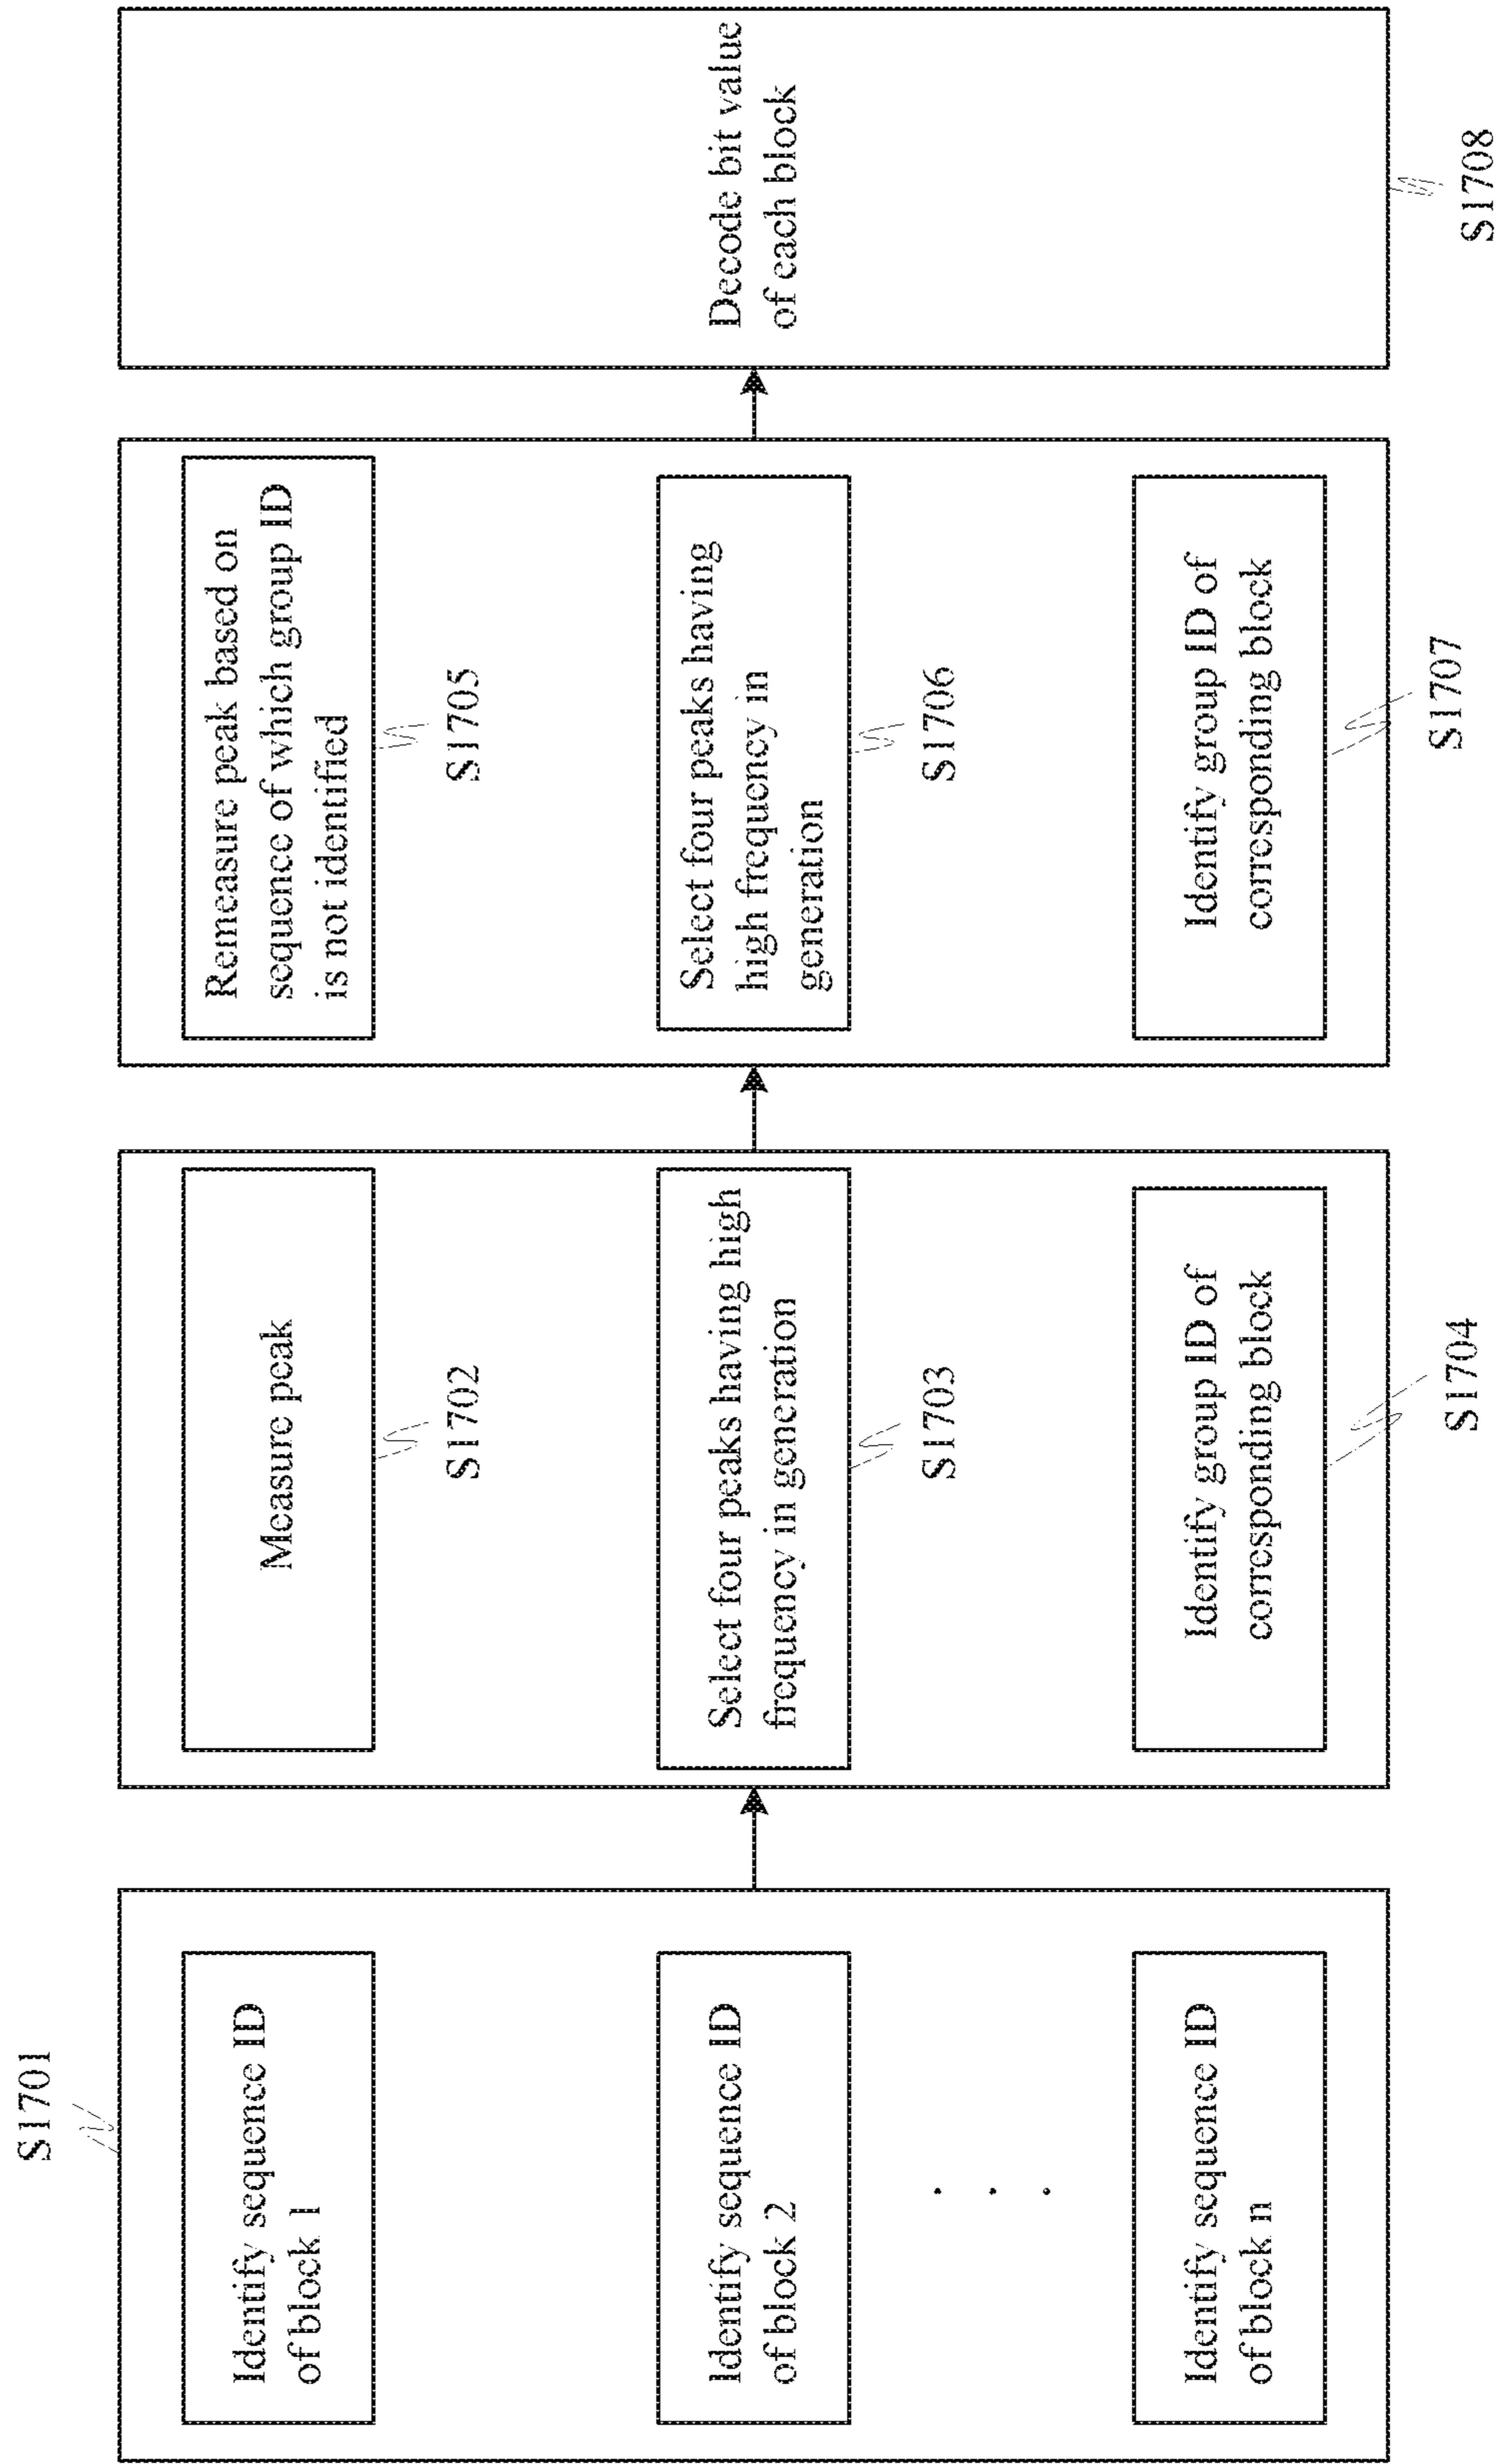 S1701
Identify sequence ID
of block 1
Identify sequence ID
of block 2
. . .
Identify sequence ID
of block n
Measure peak
S1702
Select four peaks having high
frequency in generation
S1703
Identify group ID of
corresponding block
S1704
Remeasure peak based on
sequence of which group ID
is not identified
S1705
Select four peaks having
high frequency in
generation
S1706
Identify group ID of
corresponding block
S1707
Decode bit value
of each block
S1708